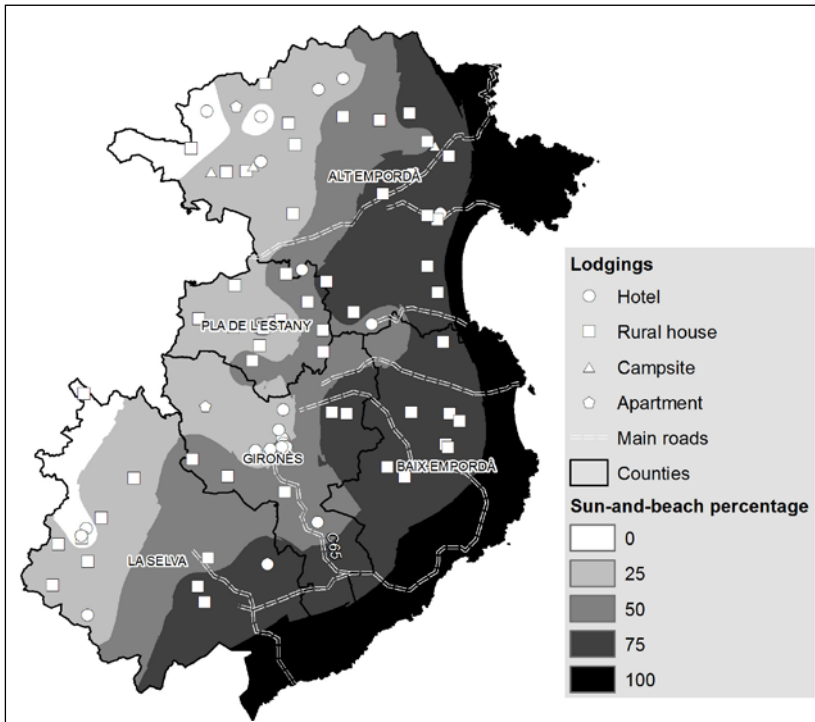 ALT EMPORDÀ
PLA DE L'ESTANY
GIRONÈS
BAIX EMPORDÀ
LA SELVA
C65
Lodgings
Hotel
Rural house
Campsite
Apartment
Main roads
Counties
Sun-and-beach percentage
0
25
50
75
100